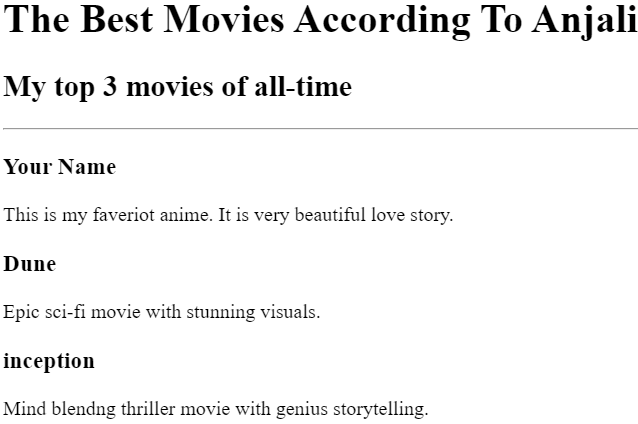 The Best Movies According To Anjali
My top 3 movies of all-time
Your Name
This is my faveriot anime. It is very beautiful love story.
Dune
Epic sci-fi movie with stunning visuals.
inception
Mind blendng thriller movie with genius storytelling.